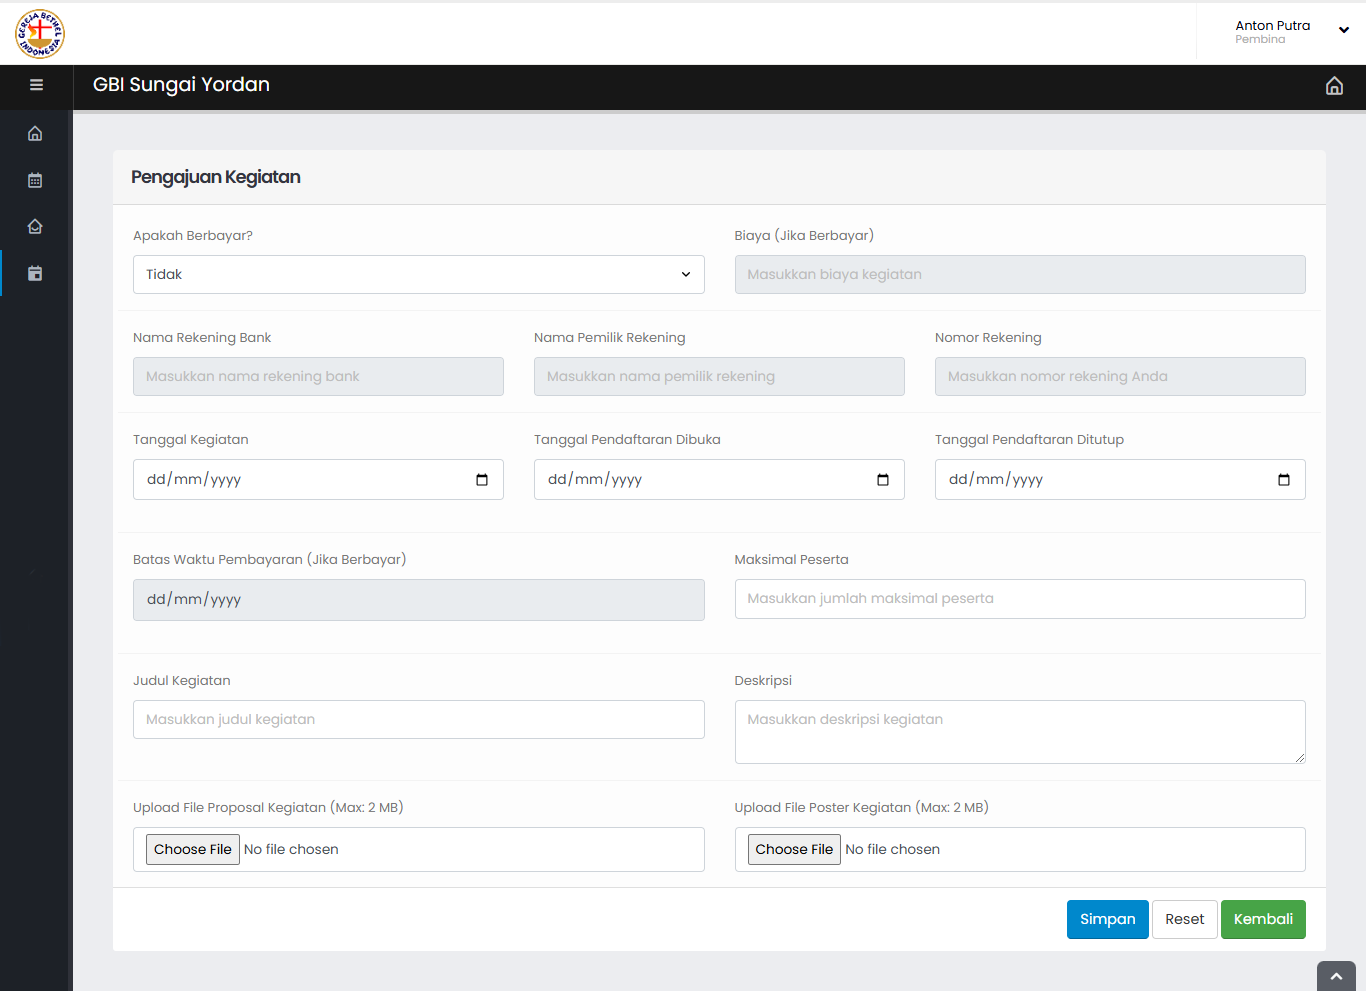 GEREJA BETHEL
INDONESIA
Anton Putra
Pembina
GBI Sungai Yordan
Pengajuan Kegiatan
Apakah Berbayar?
Biaya (Jika Berbayar)
Tidak
Masukkan biaya kegiatan
Nama Rekening Bank
Nama Pemilik Rekening
Nomor Rekening
Masukkan nama rekening bank
Masukkan nama pemilik rekening
Masukkan nomor rekening Anda
Tanggal Kegiatan
Tanggal Pendaftaran Dibuka
Tanggal Pendaftaran Ditutup
dd/mm/yyyy
dd/mm/yyyy
dd/mm/yyyy
Batas Waktu Pembayaran (Jika Berbayar)
Maksimal Peserta
dd/mm/yyyy
Masukkan jumlah maksimal peserta
Judul Kegiatan
Deskripsi
Masukkan judul kegiatan
Masukkan deskripsi kegiatan
Upload File Proposal Kegiatan (Max: 2 MB)
Upload File Poster Kegiatan (Max: 2 MB)
Choose File No file chosen
Choose File No file chosen
Simpan
Reset
Kembali